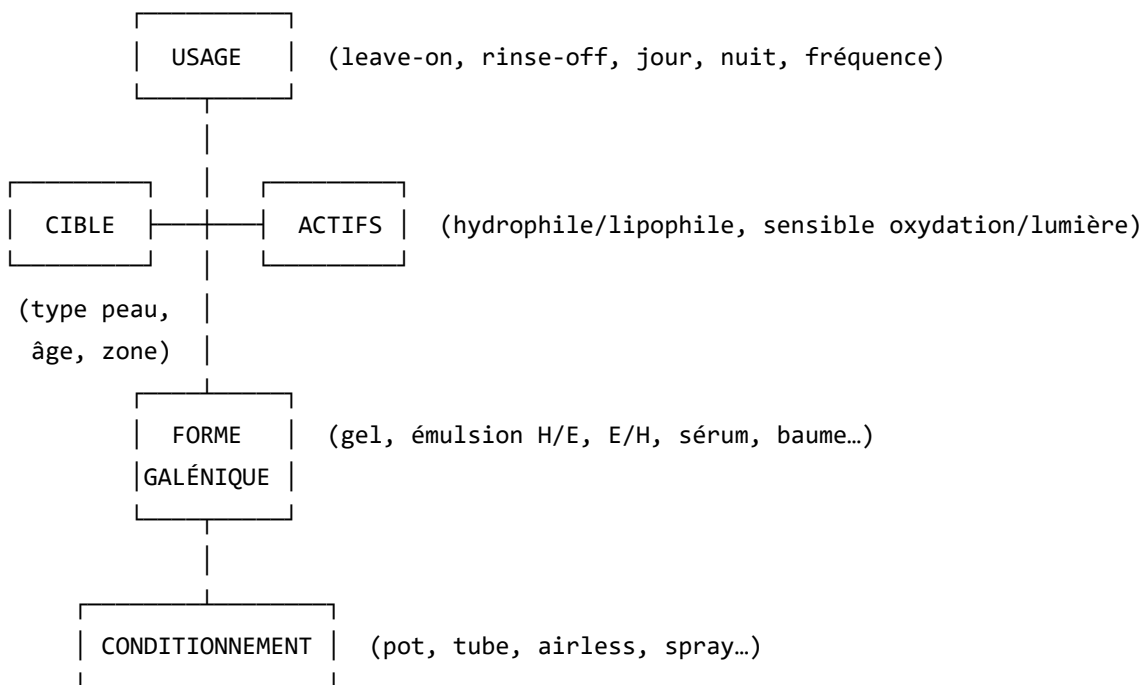 USAGE (leave-on, rinse-off, jour, nuit, fréquence)
CIBLE ACTIFS (hydrophile/lipophile, sensible oxydation/lumière)
(type peau,
âge, zone)
FORME (gel, émulsion H/E, E/H, sérum, baume…)
GALÉNIQUE
CONDITIONNEMENT (pot, tube, airless, spray…)